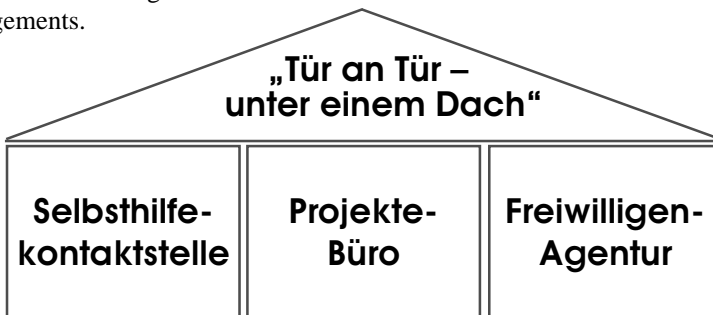 gements.
„Tür an Tür –
unter einem Dach“
Selbsthilfe-
kontaktstelle
Projekte-
Büro
Freiwilligen-
Agentur